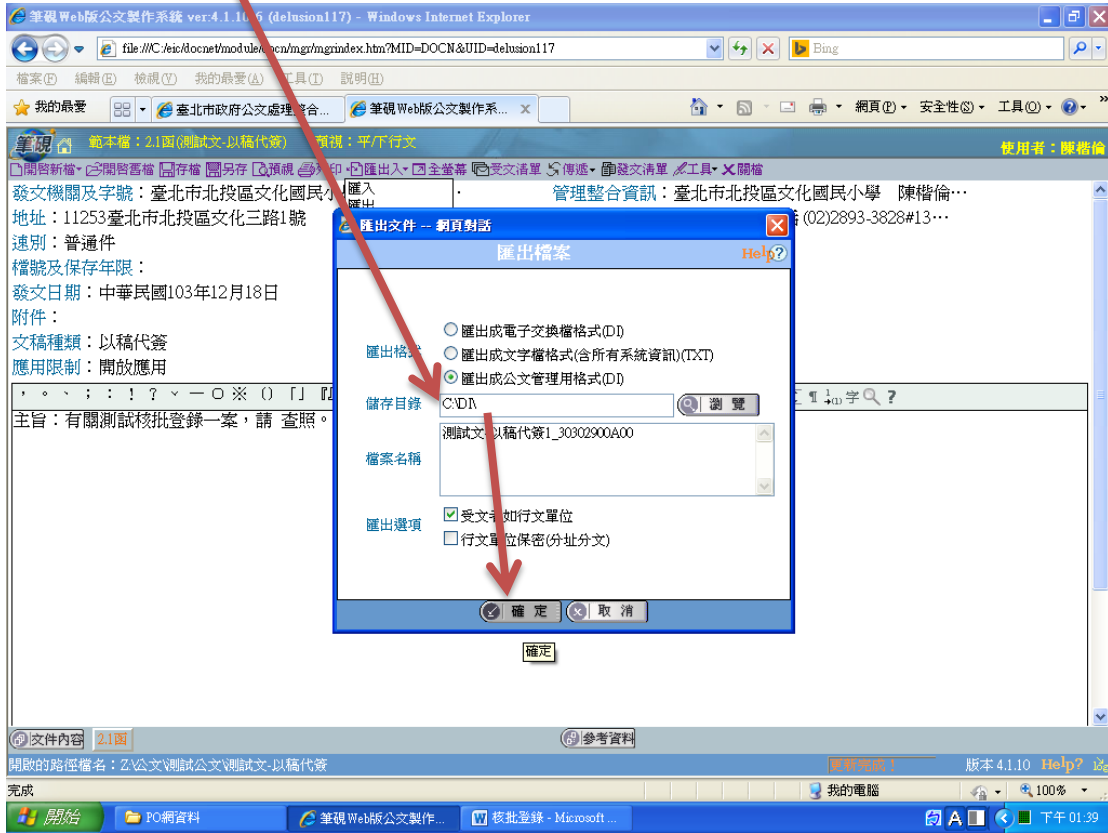 筆硯Web版公文製作系統 ver:4.1.10.6 (delusion117) - Windows Internet Explorer
file:///C:/eic/docnet/module/docn/mgr/mgrindex.htm?MID=DOCN&UID=delusion117
Bing
檔案(F) 編輯(E) 檢視(V) 我的最愛(A) 工具(T) 說明(H)
我的最愛 臺北市政府公文處理整合... 筆硯Web版公文製作系... 網頁(P) 安全性(S) 工具(O)
筆硯 範本檔：2.1函(測試文-以稿代簽) 預視：平/下行文 使用者：陳楷倫
開啓新檔 開啓舊檔 存檔 另存 預視 列印 匯出入 全螢幕 受文清單 傳遞 發文清單 工具 關檔
發文機關及字號：臺北市北投區文化國民小 管理整合資訊：臺北市北投區文化國民小學 陳楷倫…
匯入
匯出
地址：11253臺北市北投區文化三路1號 (02)2893-3828#13…
速別：普通件
檔號及保存年限：
發文日期：中華民國103年12月18日
附件：
文稿種類：以稿代簽
應用限制：開放應用
， 。 、 ； ： ！ ？ ˇ 一 ○ ※ () 「」 ¶ 字 ?
主旨：有關測試核批登錄一案，請 查照。
匯出文件 -- 網頁對話
匯出檔案 Help?
匯出格式
匯出成電子交換檔格式(DI)
匯出成文字檔格式(含所有系統資訊)(TXT)
匯出成公文管理用格式(DI)
儲存目錄 C:\DI\ 瀏覽
檔案名稱 測試文-以稿代簽1_30302900A00
匯出選項
受文者如行文單位
行文單位保密(分址分文)
確定 取消
確定
文件內容 2.1函 參考資料
開啟的路徑檔名：Z:\公文\測試公文\測試文-以稿代簽 更新完成！ 版本 4.1.10 Help?
完成 我的電腦 100%
開始 PO網資料 筆硯Web版公文製作... 核批登錄 - Microsoft ... A 下午 01:39